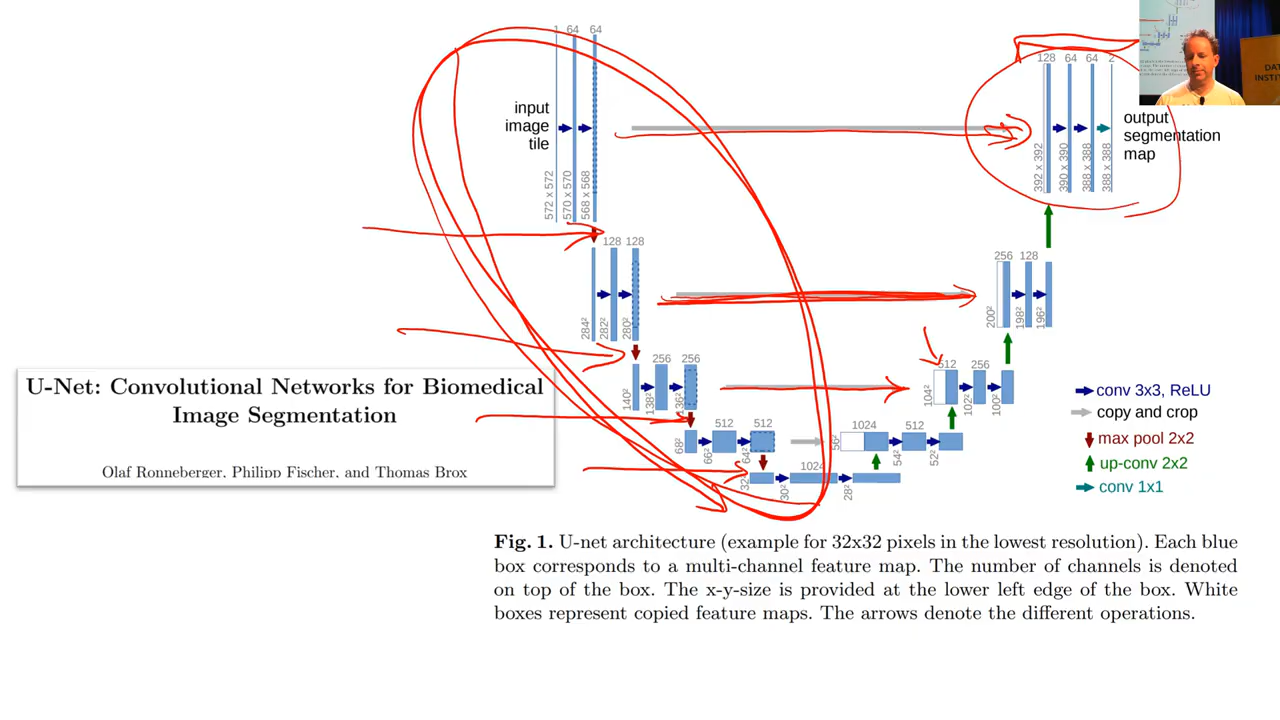 1 64 64
input
image
tile
572 x 572
570 x 570
568 x 568
128 64 64 2
392 x 392
390 x 390
388 x 388
388 x 388
output
segmentation
map
128 128
284²
282²
280²
256 128
200²
198²
196²
256 256
140²
138²
136²
512 256
104²
102²
100²
512 512
68²
66²
64²
1024 512
56²
54²
52²
1024
30²
28²
conv 3x3, ReLU
copy and crop
max pool 2x2
up-conv 2x2
conv 1x1
U-Net: Convolutional Networks for Biomedical
Image Segmentation
Olaf Ronneberger, Philipp Fischer, and Thomas Brox
Fig. 1. U-net architecture (example for 32x32 pixels in the lowest resolution). Each blue
box corresponds to a multi-channel feature map. The number of channels is denoted
on top of the box. The x-y-size is provided at the lower left edge of the box. White
boxes represent copied feature maps. The arrows denote the different operations.